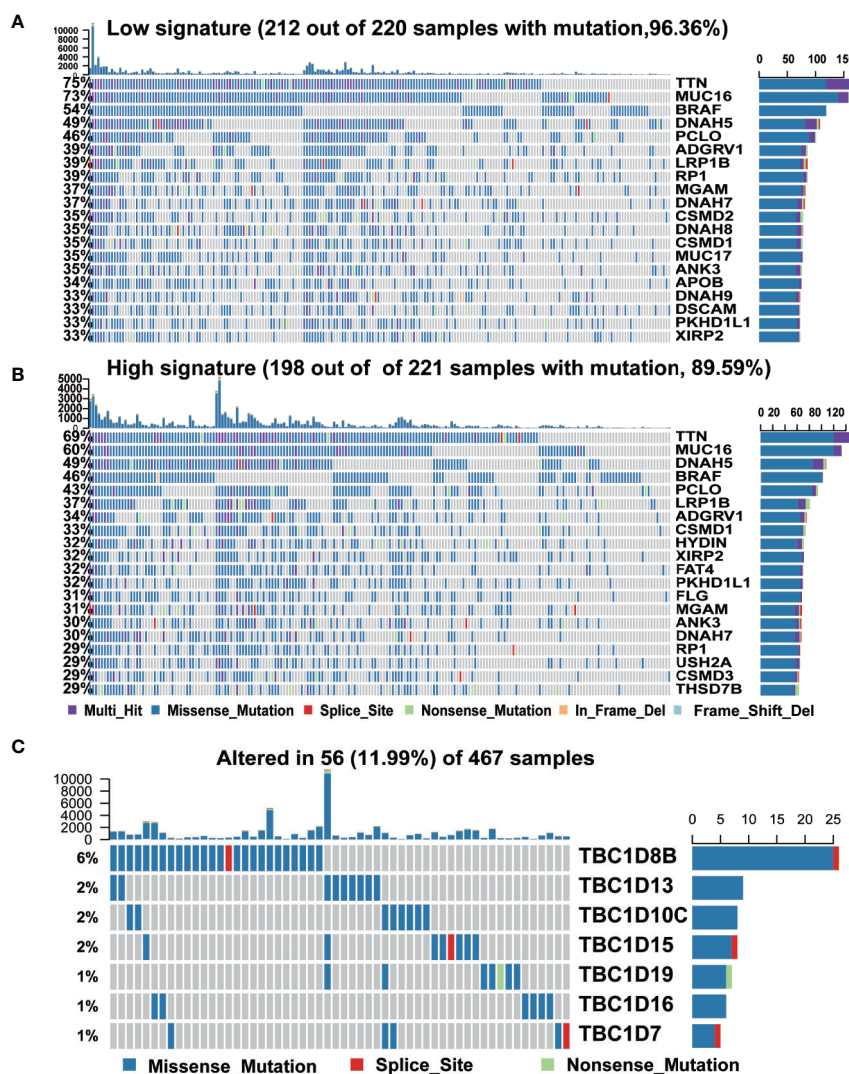 A
Low signature (212 out of 220 samples with mutation,96.36%)
10000
8000
6000
4000
2000
0
0 50 100 15
75% TTN
73% MUC16
54% BRAF
49% DNAH5
46% PCLO
39% ADGRV1
39% LRP1B
39% RP1
37% MGAM
37% DNAH7
35% CSMD2
35% DNAH8
35% CSMD1
35% MUC17
35% ANK3
34% APOB
33% DNAH9
33% DSCAM
33% PKHD1L1
33% XIRP2
B
High signature (198 out of of 221 samples with mutation, 89.59%)
5000
4000
3000
2000
1000
0
0 20 40 60 80 120
69% TTN
60% MUC16
49% DNAH5
46% BRAF
43% PCLO
37% LRP1B
34% ADGRV1
33% CSMD1
32% HYDIN
32% XIRP2
32% FAT4
32% PKHD1L1
31% FLG
31% MGAM
30% ANK3
30% DNAH7
29% RP1
29% USH2A
29% CSMD3
29% THSD7B
Multi_Hit Missense_Mutation Splice_Site Nonsense_Mutation In_Frame_Del Frame_Shift_Del
C
Altered in 56 (11.99%) of 467 samples
10000
8000
6000
4000
2000
0
0 5 10 15 20 25
6% TBC1D8B
2% TBC1D13
2% TBC1D10C
2% TBC1D15
1% TBC1D19
1% TBC1D16
1% TBC1D7
Missense Mutation Splice_Site Nonsense_Mutation